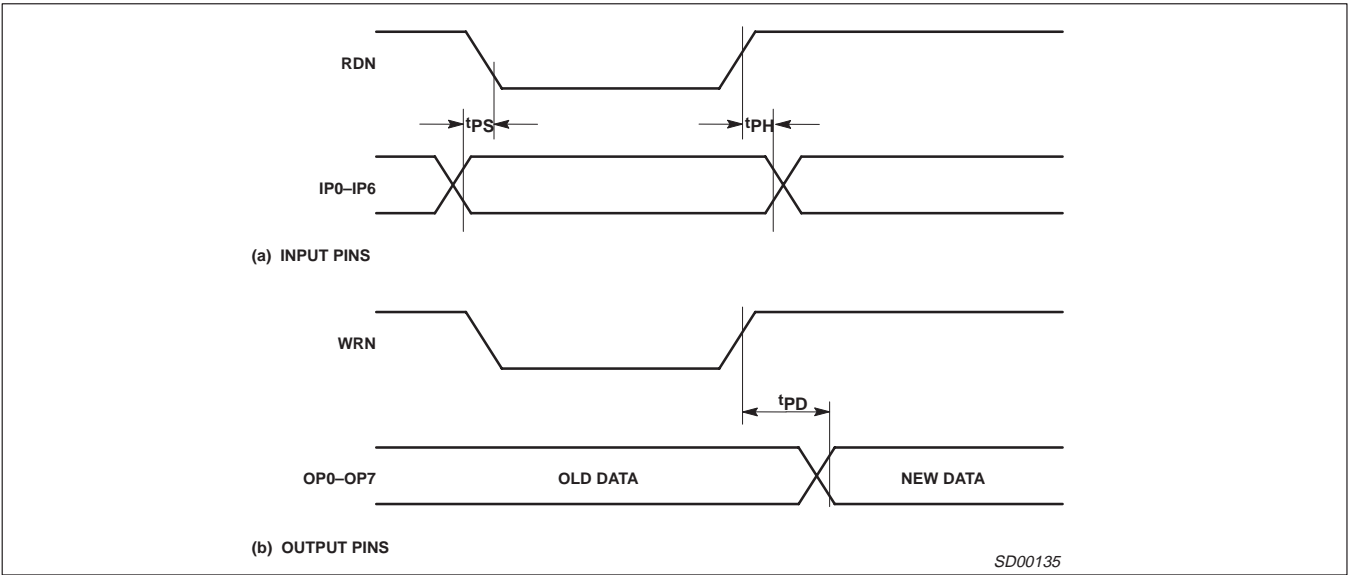 RDN
tPS
tPH
IP0–IP6
(a) INPUT PINS
WRN
tPD
OP0–OP7
OLD DATA
NEW DATA
(b) OUTPUT PINS
SD00135